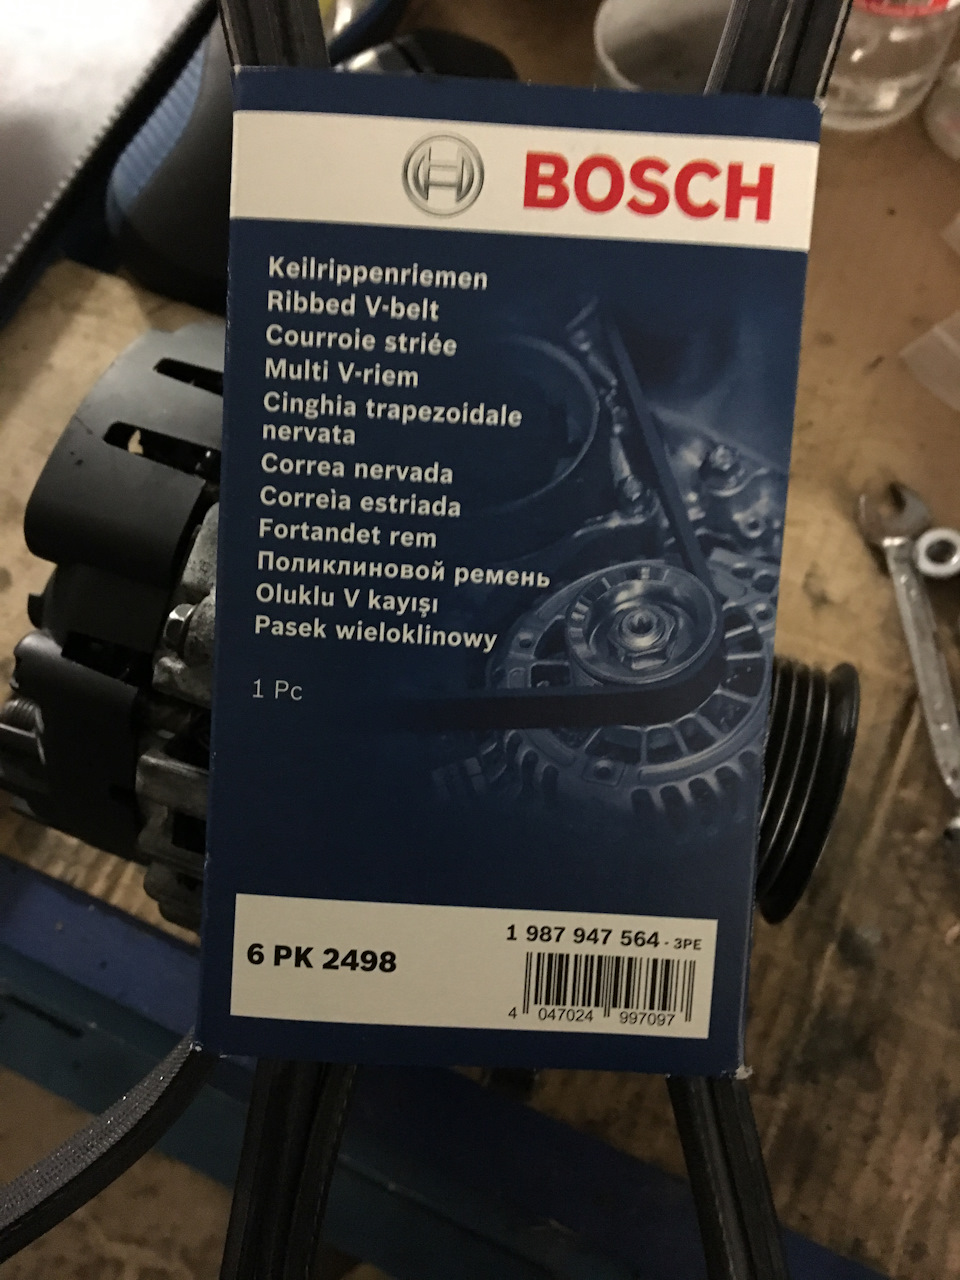 BOSCH
Keilrippenriemen
Ribbed V-belt
Courroie striée
Multi V-riem
Cinghia trapezoidale
nervata
Correa nervada
Correia estriada
Fortandet rem
Поликлиновой ремень
Oluklu V kayışı
Pasek wieloklinowy
1 Pc
6 PK 2498
1 987 947 564 - 3PE
4 047024 997097